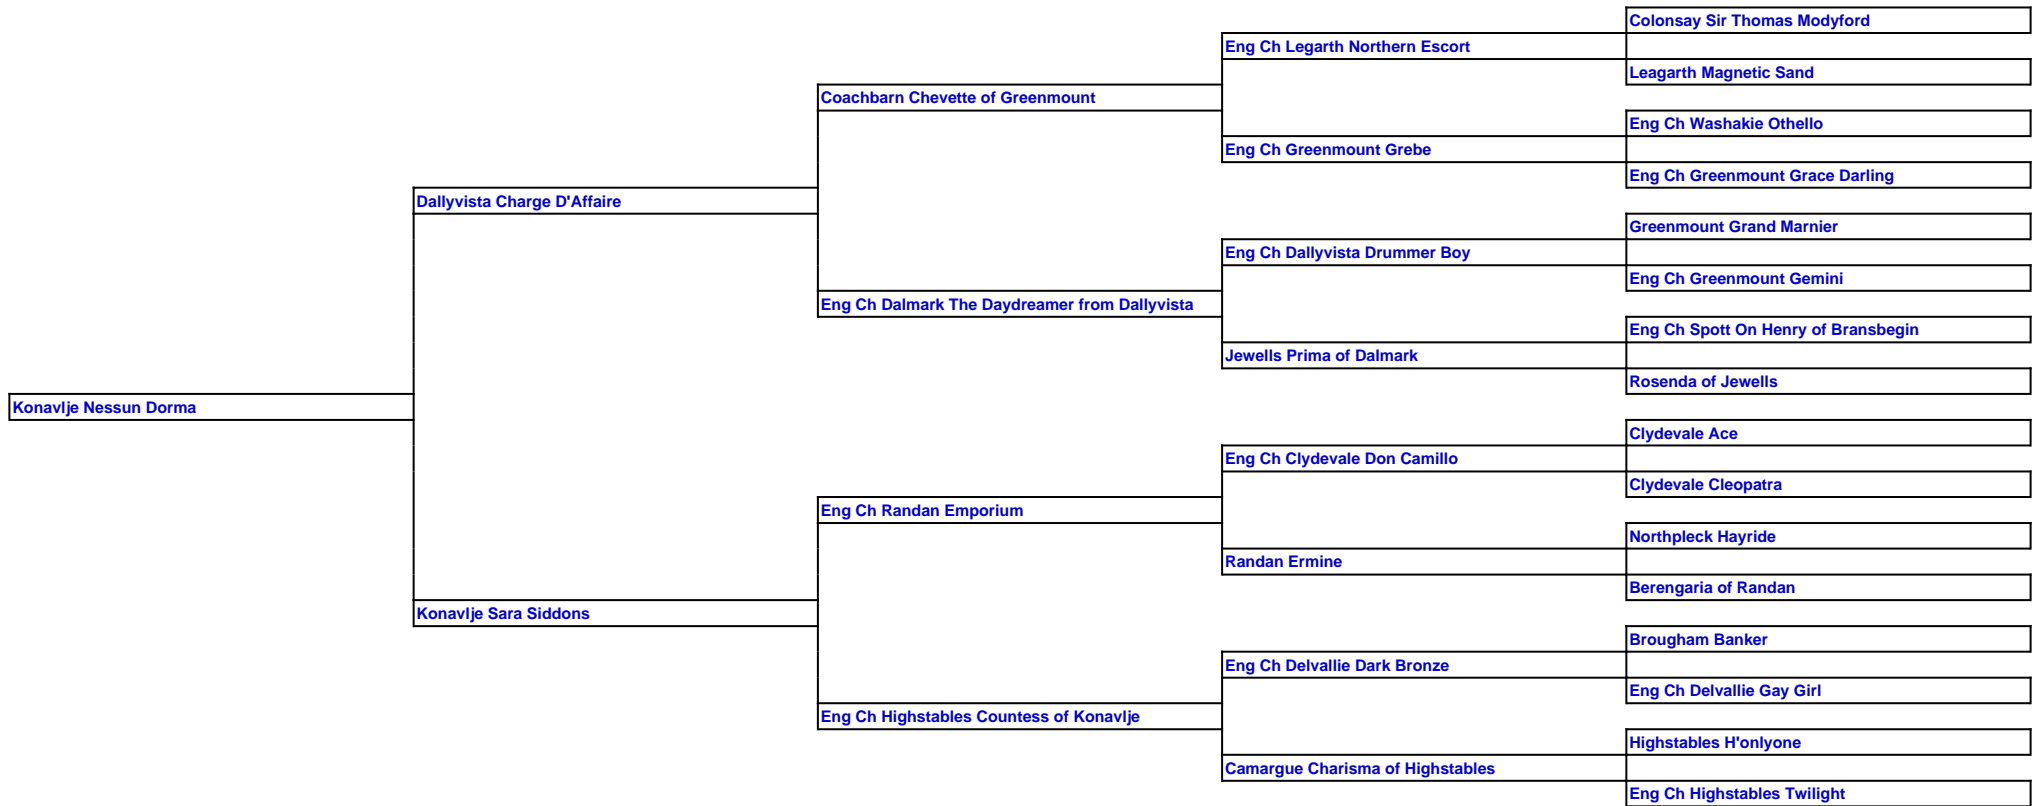 Colonsay Sir Thomas Modyford
Eng Ch Legarth Northern Escort
Leagarth Magnetic Sand
Coachbarn Chevette of Greenmount
Eng Ch Washakie Othello
Eng Ch Greenmount Grebe
Eng Ch Greenmount Grace Darling
Dallyvista Charge D'Affaire
Greenmount Grand Marnier
Eng Ch Dallyvista Drummer Boy
Eng Ch Greenmount Gemini
Eng Ch Dalmark The Daydreamer from Dallyvista
Eng Ch Spott On Henry of Bransbegin
Jewells Prima of Dalmark
Rosenda of Jewells
Konavlje Nessun Dorma
Clydevale Ace
Eng Ch Clydevale Don Camillo
Clydevale Cleopatra
Eng Ch Randan Emporium
Northpleck Hayride
Randan Ermine
Berengaria of Randan
Konavlje Sara Siddons
Brougham Banker
Eng Ch Delvallie Dark Bronze
Eng Ch Delvallie Gay Girl
Eng Ch Highstables Countess of Konavlje
Highstables H'onlyone
Camargue Charisma of Highstables
Eng Ch Highstables Twilight